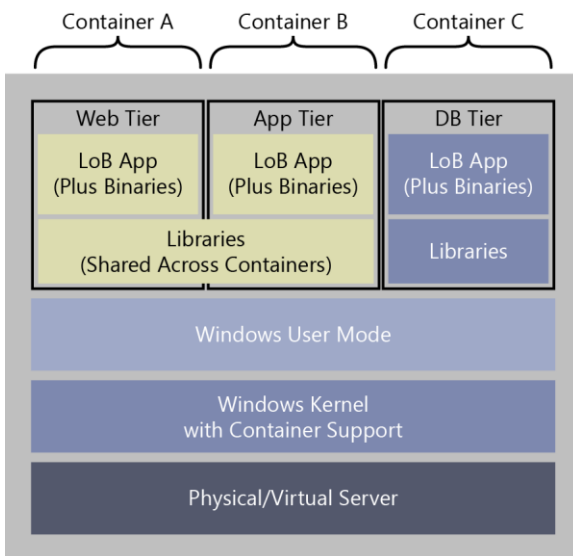 Container A
Container B
Container C
Web Tier
App Tier
DB Tier
LoB App
(Plus Binaries)
LoB App
(Plus Binaries)
LoB App
(Plus Binaries)
Libraries
(Shared Across Containers)
Libraries
Windows User Mode
Windows Kernel
with Container Support
Physical/Virtual Server